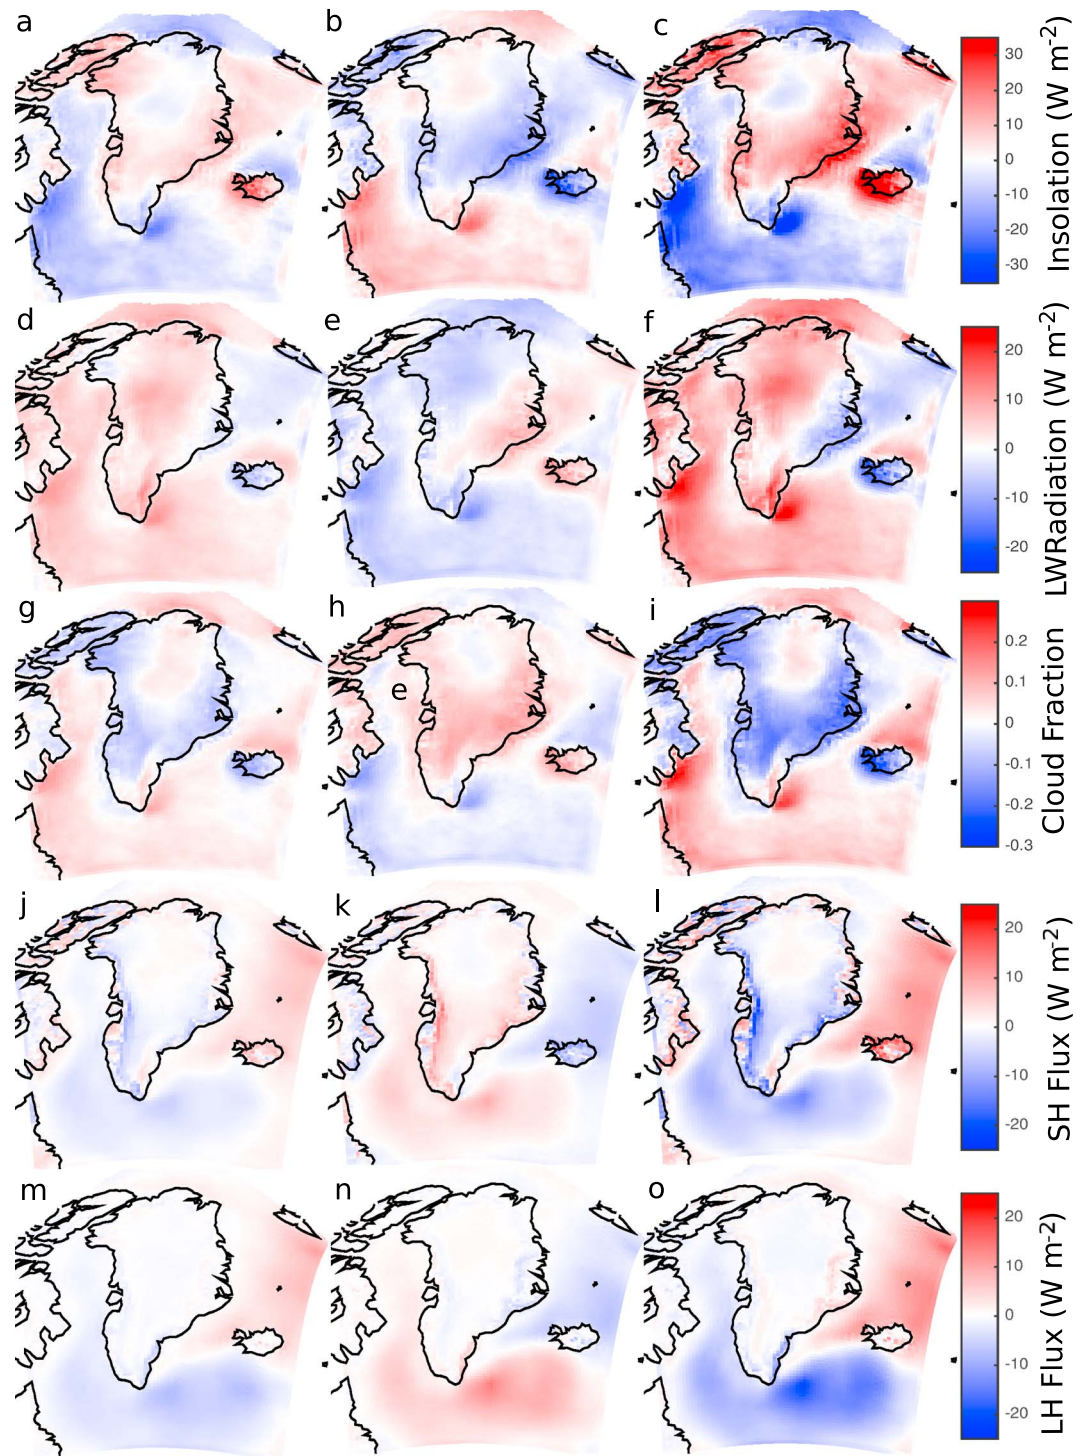 a
b
c
30
20
10
0
-10
-20
-30
Insolation (W m⁻²)
d
e
f
20
10
0
-10
-20
LWRadiation (W m⁻²)
g
h
i
e
0.2
0.1
0
-0.1
-0.2
-0.3
Cloud Fraction
j
k
l
20
10
0
-10
-20
SH Flux (W m⁻²)
m
n
o
20
10
0
-10
-20
LH Flux (W m⁻²)